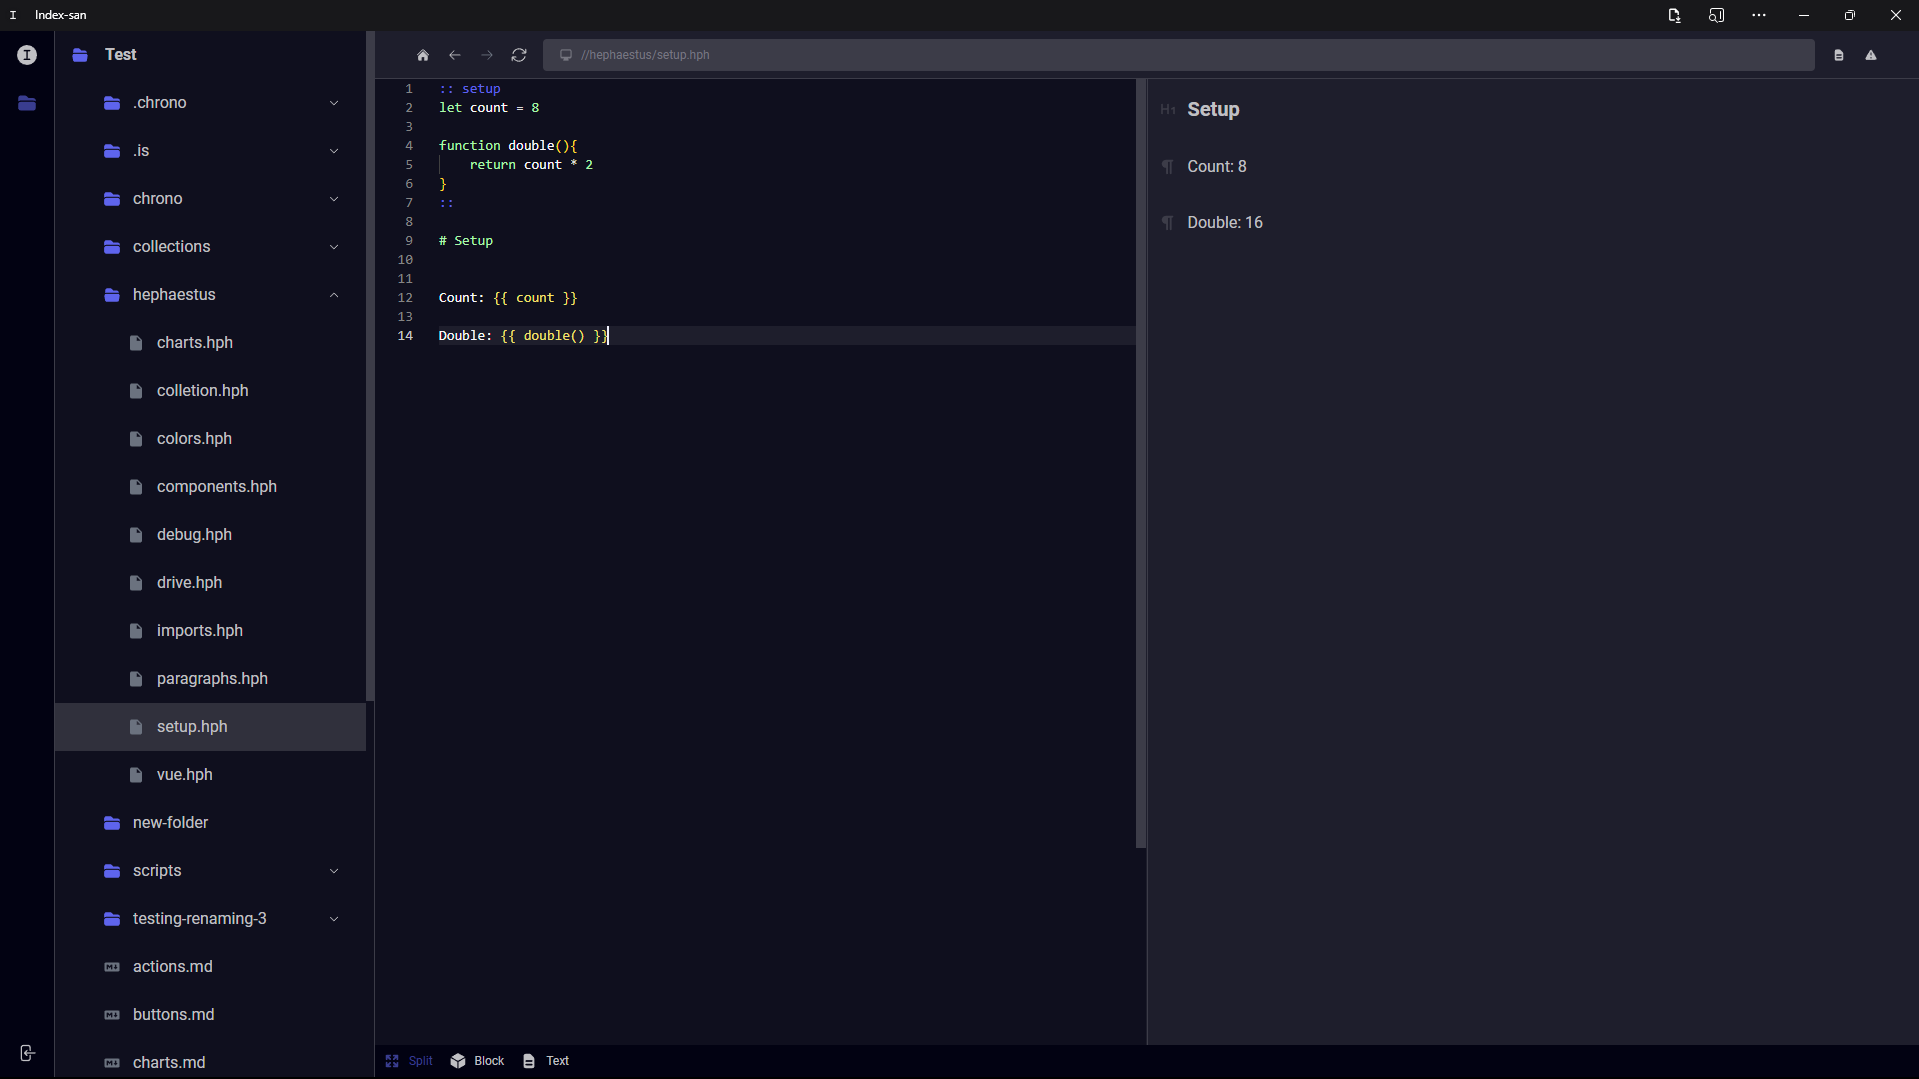 I Index-san
I
Test
.chrono
.is
chrono
collections
hephaestus
charts.hph
colletion.hph
colors.hph
components.hph
debug.hph
drive.hph
imports.hph
paragraphs.hph
setup.hph
vue.hph
new-folder
scripts
testing-renaming-3
actions.md
buttons.md
charts.md
//hephaestus/setup.hph
1 :: setup
2 let count = 8
3
4 function double(){
5     return count * 2
6 }
7 ::
8
9 # Setup
10
11
12 Count: {{ count }}
13
14 Double: {{ double() }}
H1 Setup
¶ Count: 8
¶ Double: 16
Split Block Text